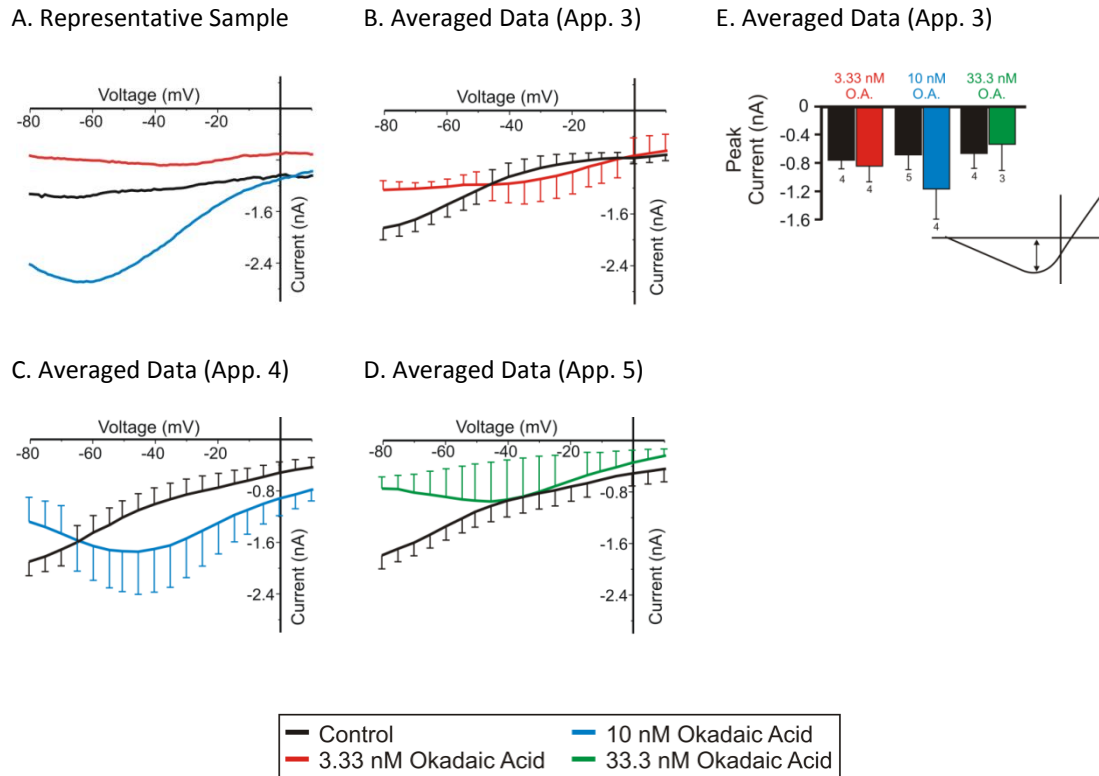 A. Representative Sample
B. Averaged Data (App. 3)
E. Averaged Data (App. 3)
Voltage (mV)
-80 -60 -40 -20
-1.6
-2.4
Current (nA)
Voltage (mV)
-80 -60 -40 -20
-1.6
-2.4
Current (nA)
3.33 nM O.A.
10 nM O.A.
33.3 nM O.A.
0
-0.4
-0.8
-1.2
-1.6
Peak Current (nA)
4 4 5 4 4 3
C. Averaged Data (App. 4)
D. Averaged Data (App. 5)
Voltage (mV)
-80 -60 -40 -20
-0.8
-1.6
-2.4
Current (nA)
Voltage (mV)
-80 -60 -40 -20
-0.8
-1.6
-2.4
Current (nA)
Control
10 nM Okadaic Acid
3.33 nM Okadaic Acid
33.3 nM Okadaic Acid